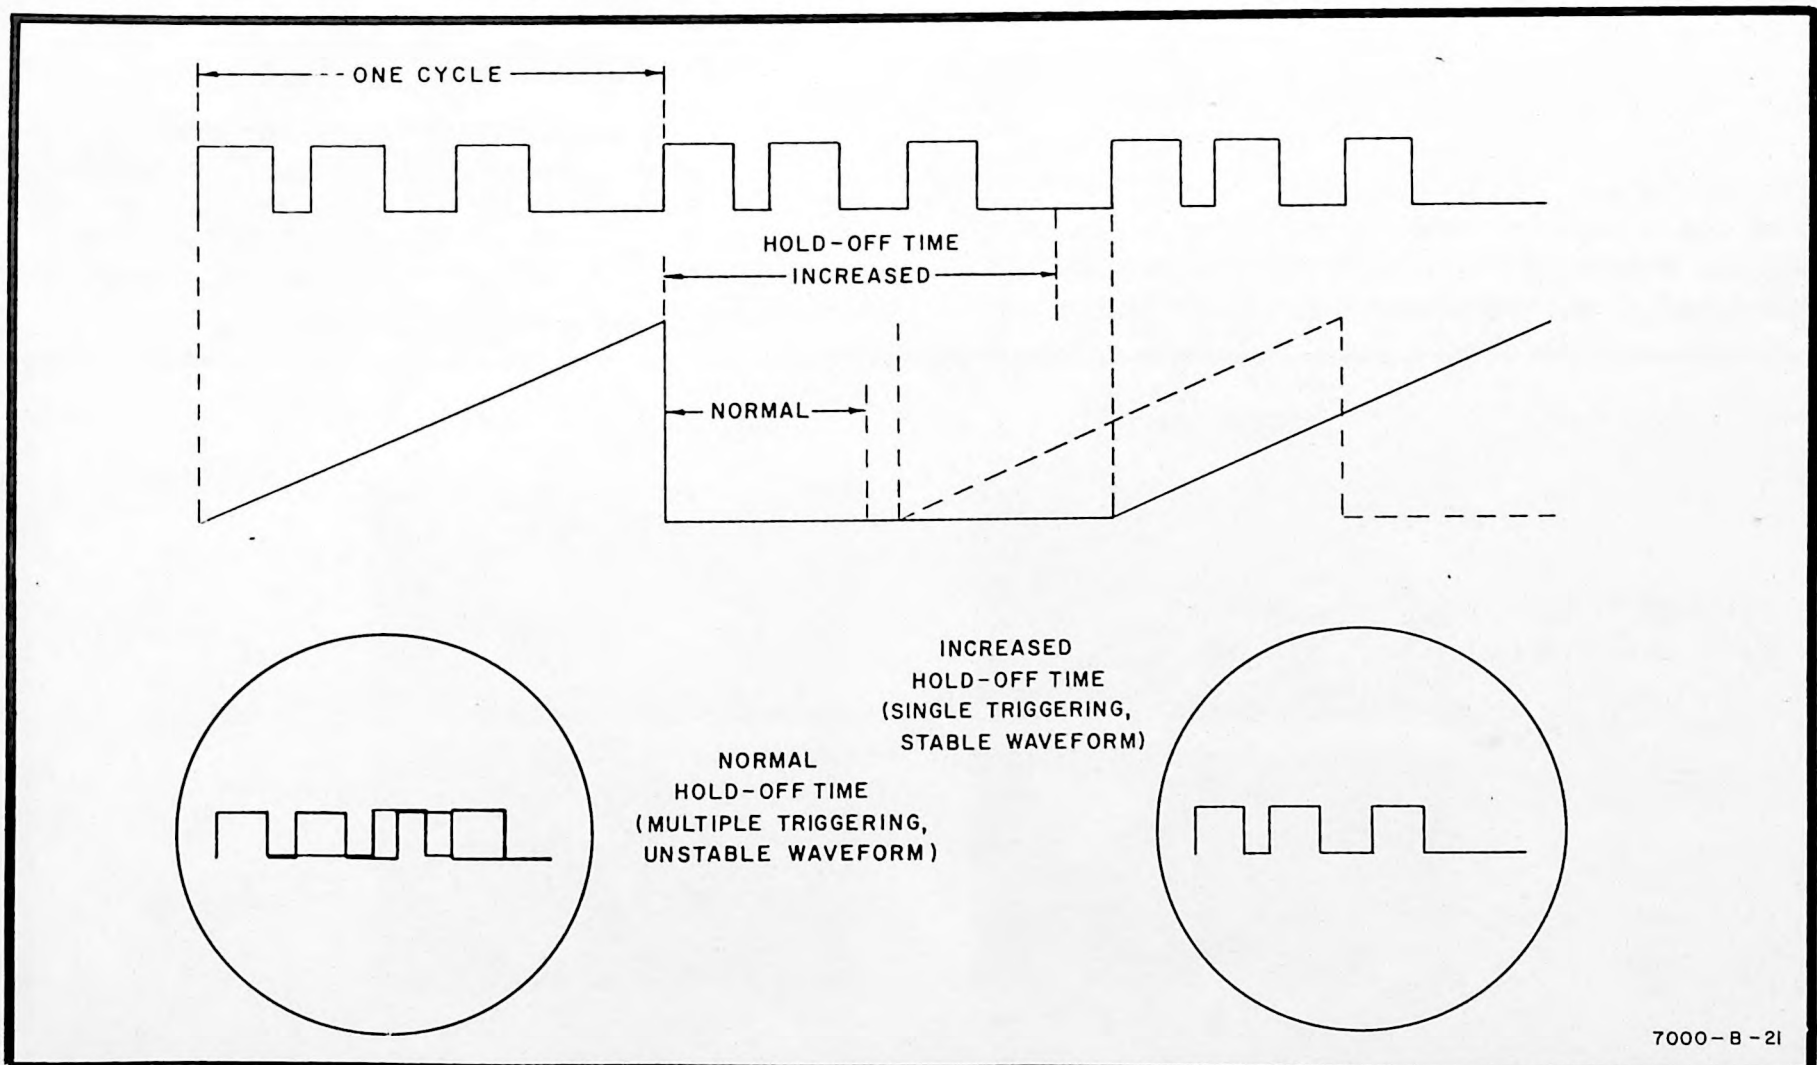 ONE CYCLE
HOLD-OFF TIME
INCREASED
NORMAL
INCREASED
HOLD-OFF TIME
(SINGLE TRIGGERING,
STABLE WAVEFORM)
NORMAL
HOLD-OFF TIME
(MULTIPLE TRIGGERING,
UNSTABLE WAVEFORM)
7000-B-21